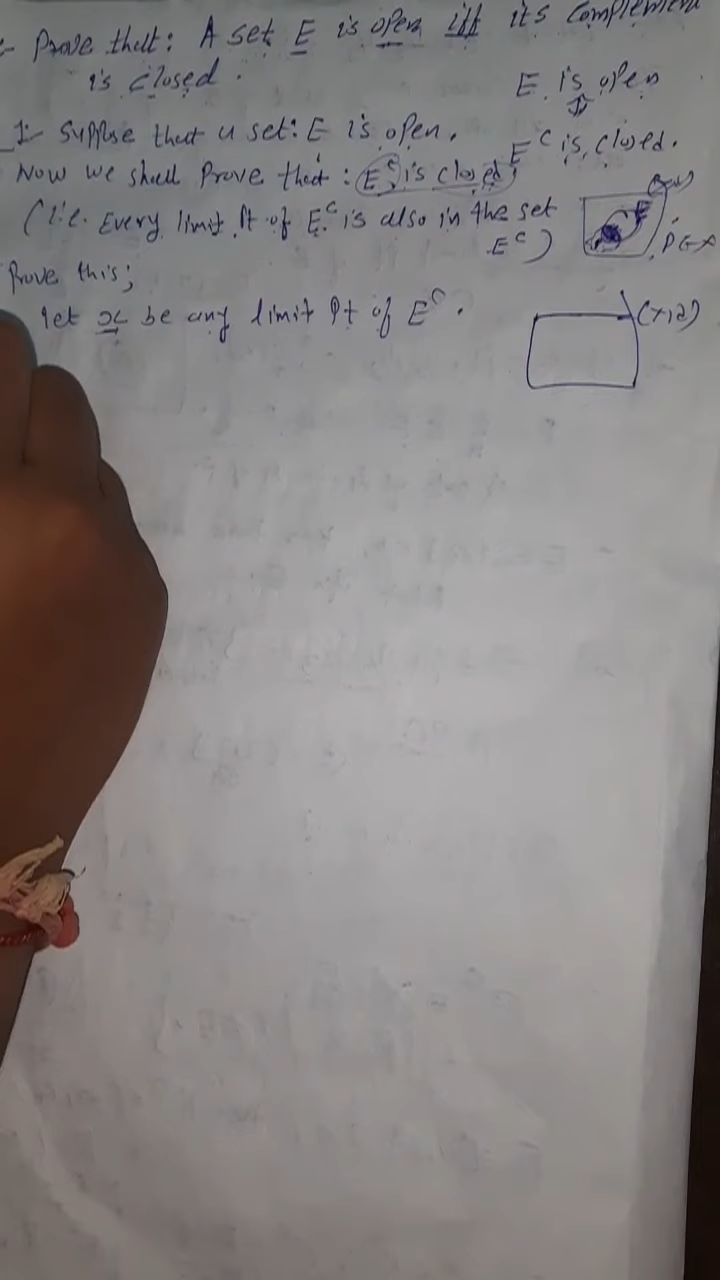 :- Prove that: A set E is open iff its complement
is closed.
E is open
⇕
E^c is closed.
I- Suppose that a set: E is open.
Now we shall Prove that: E^c is closed
(i.e. Every limit Pt of E^c is also in the set
E^c)
P ∈ X
Prove this;
let x be any limit Pt of E^c.
(X,d)